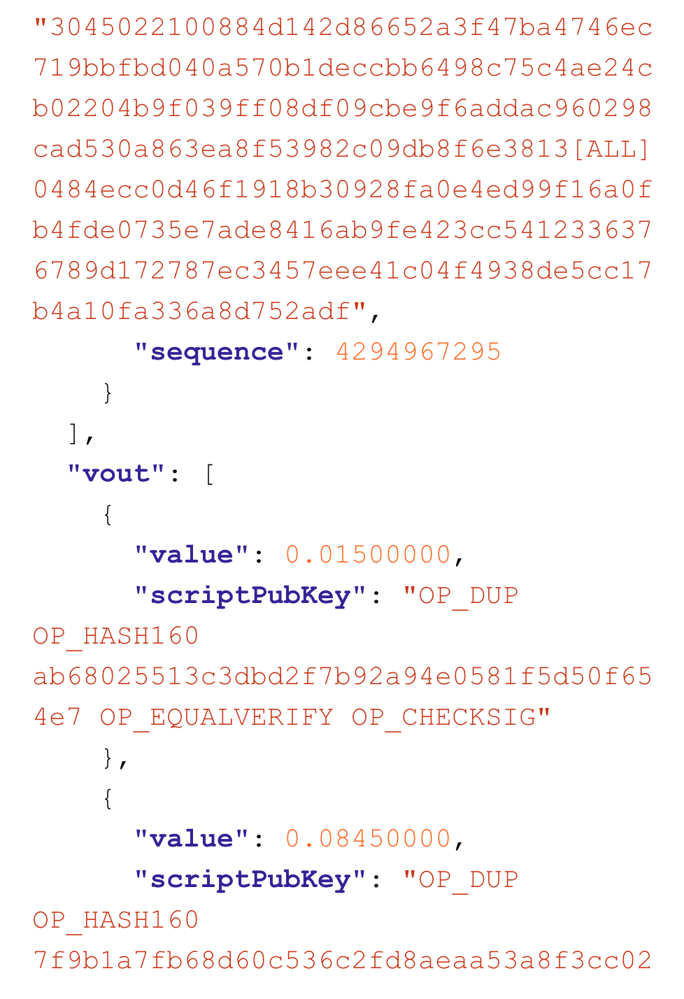 "3045022100884d142d86652a3f47ba4746ec
719bbfbd040a570b1deccbb6498c75c4ae24c
b02204b9f039ff08df09cbe9f6addac960298
cad530a863ea8f53982c09db8f6e3813[ALL]
0484ecc0d46f1918b30928fa0e4ed99f16a0f
b4fde0735e7ade8416ab9fe423cc541233637
6789d172787ec3457eee41c04f4938de5cc17
b4a10fa336a8d752adf",
"sequence": 4294967295
}
],
"vout": [
{
"value": 0.01500000,
"scriptPubKey": "OP_DUP
OP_HASH160
ab68025513c3dbd2f7b92a94e0581f5d50f65
4e7 OP_EQUALVERIFY OP_CHECKSIG"
},
{
"value": 0.08450000,
"scriptPubKey": "OP_DUP
OP_HASH160
7f9b1a7fb68d60c536c2fd8aeaa53a8f3cc02